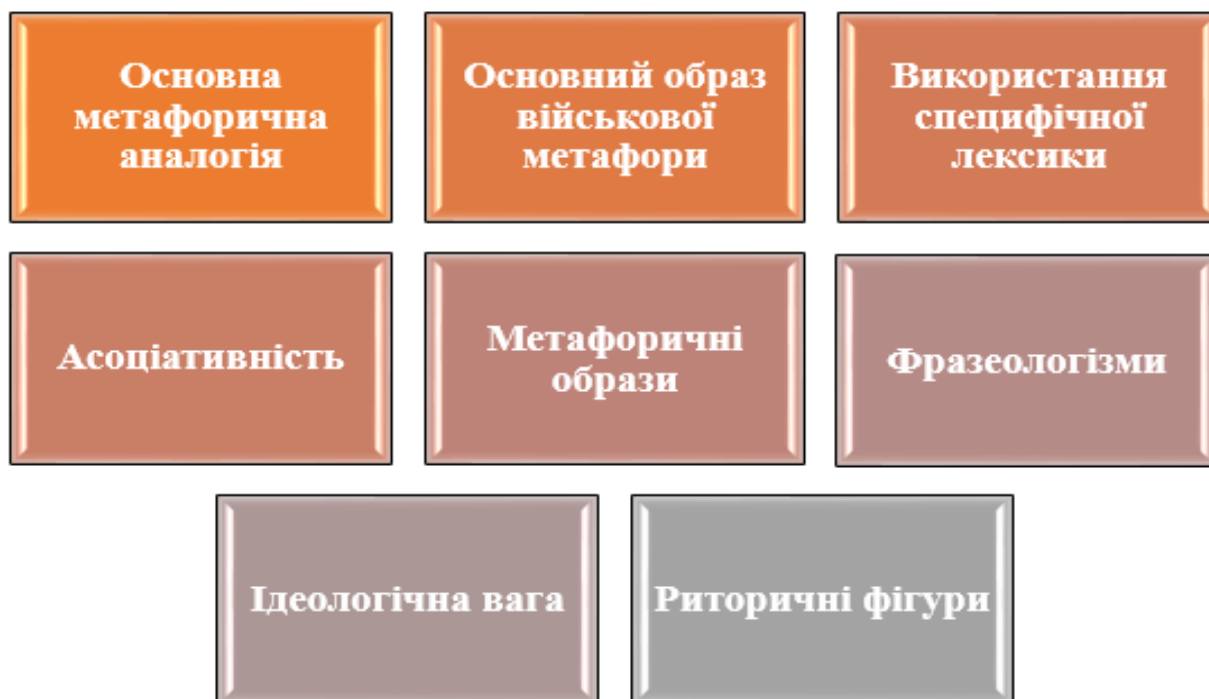 Основна
метафорична
аналогія
Основний образ
військової
метафори
Використання
специфічної
лексики
Асоціативність
Метафоричні
образи
Фразеологізми
Ідеологічна вага
Риторичні фігури